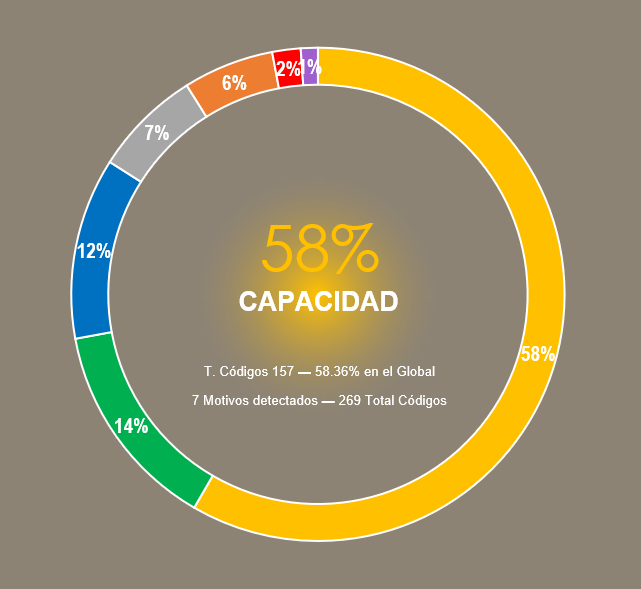 2%
1%
6%
7%
58%
12%
CAPACIDAD
58%
T. Códigos 157 — 58.36% en el Global
7 Motivos detectados — 269 Total Códigos
14%